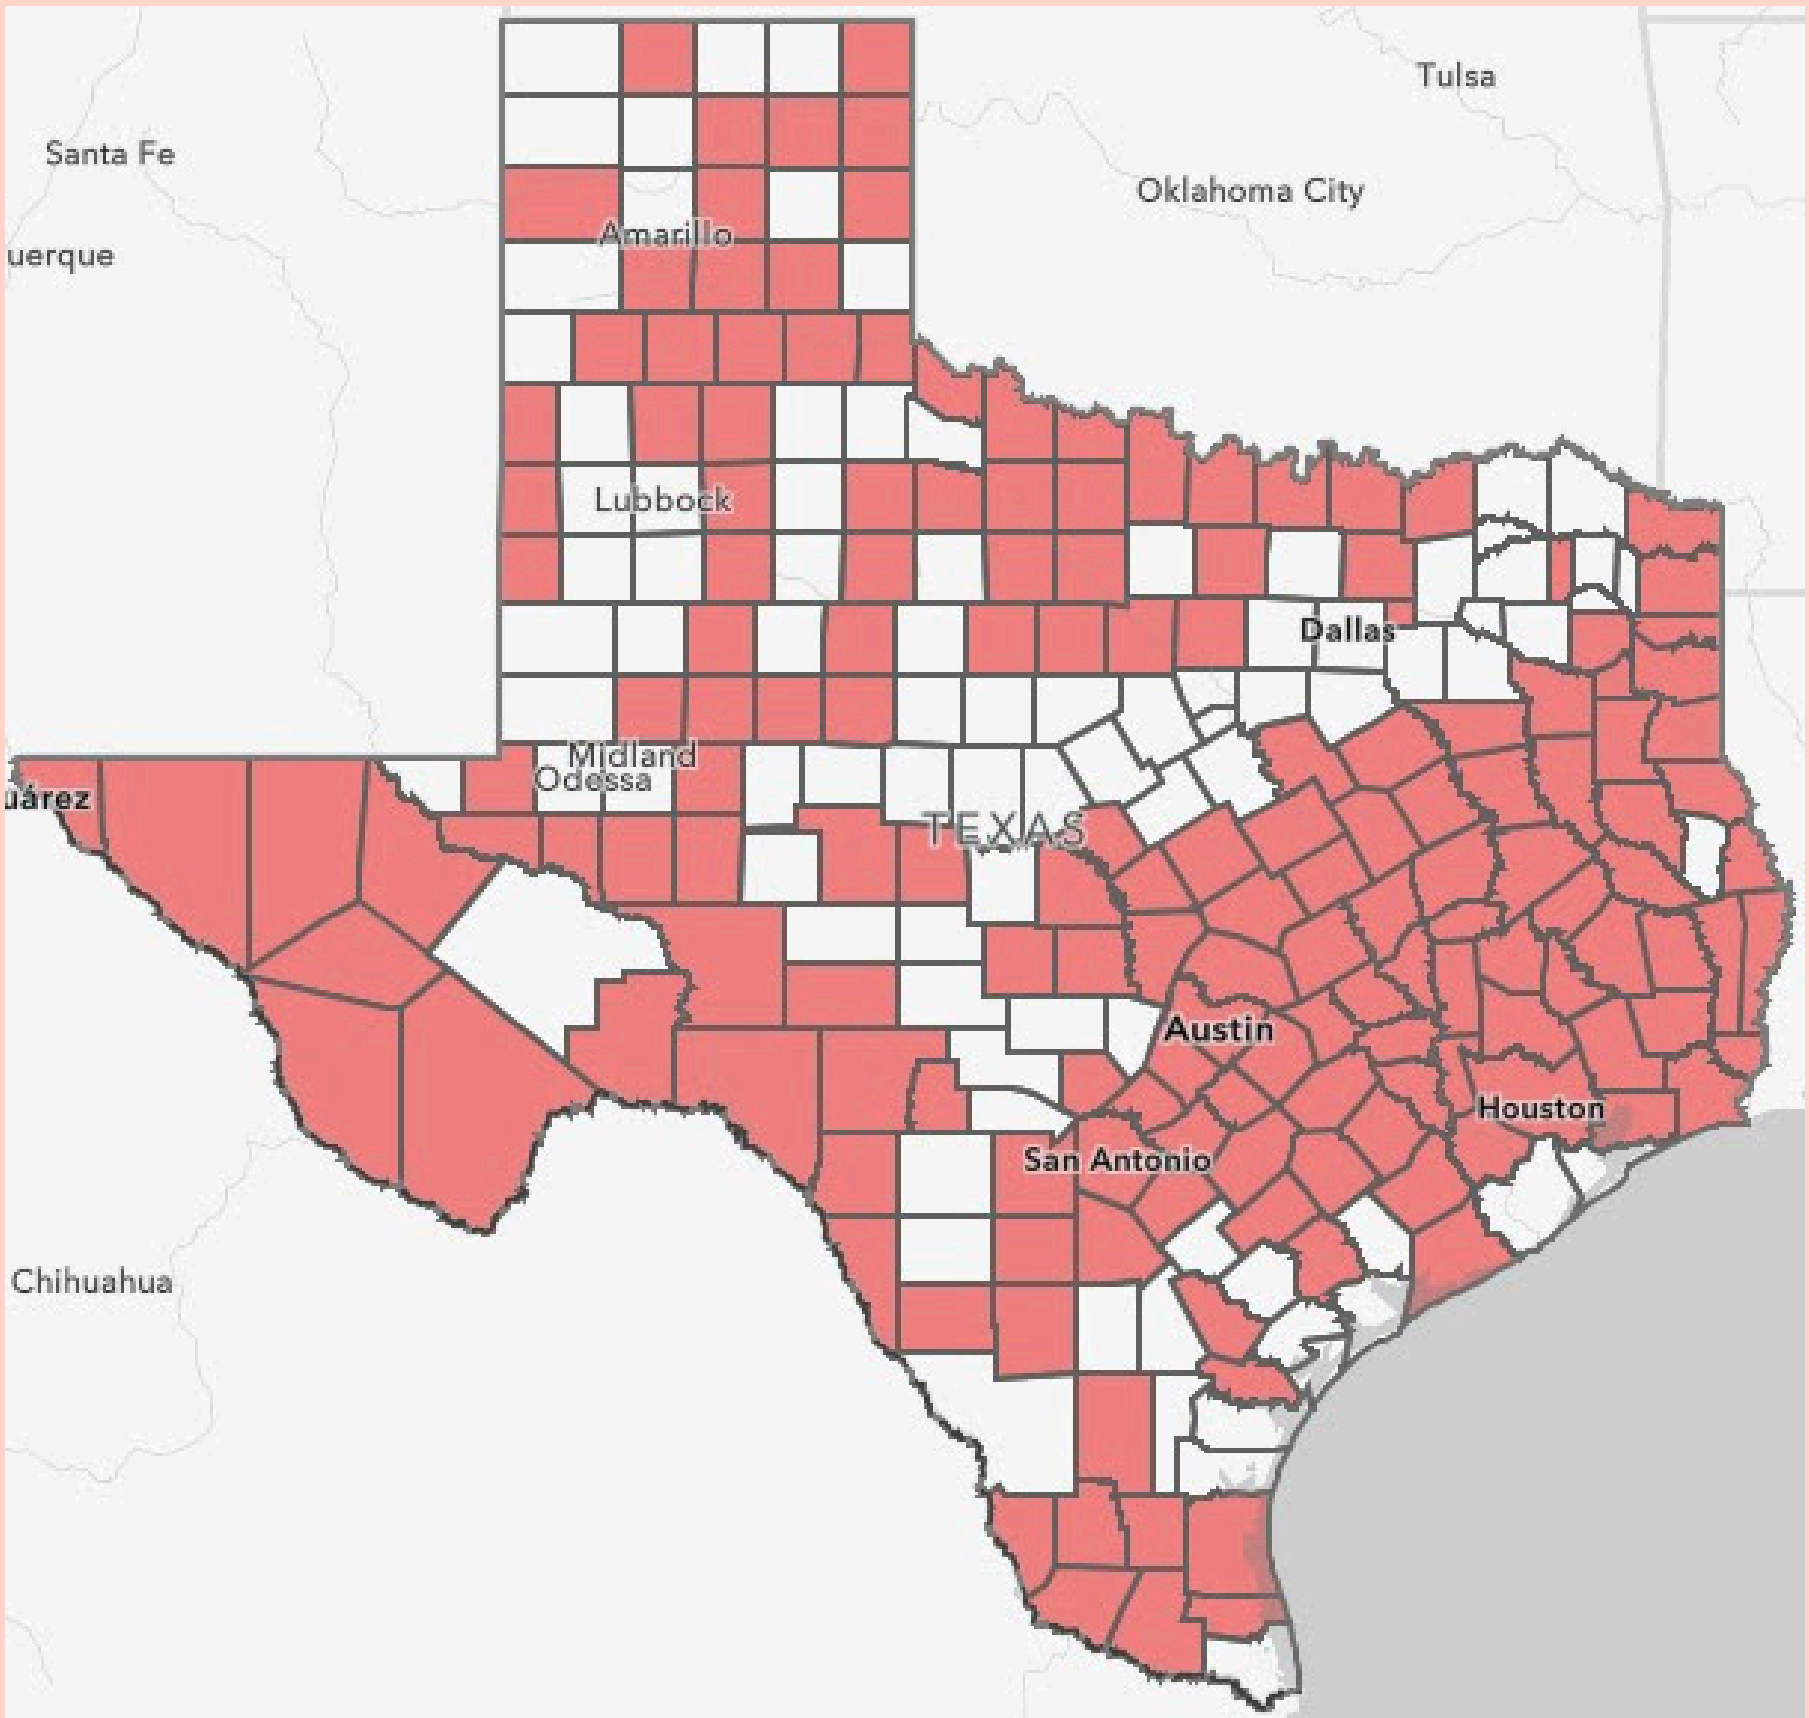 Tulsa
Santa Fe
Oklahoma City
Amarillo
uerque
Lubbock
Dallas
Midland
Odessa
uárez
TEXAS
Austin
Houston
San Antonio
Chihuahua